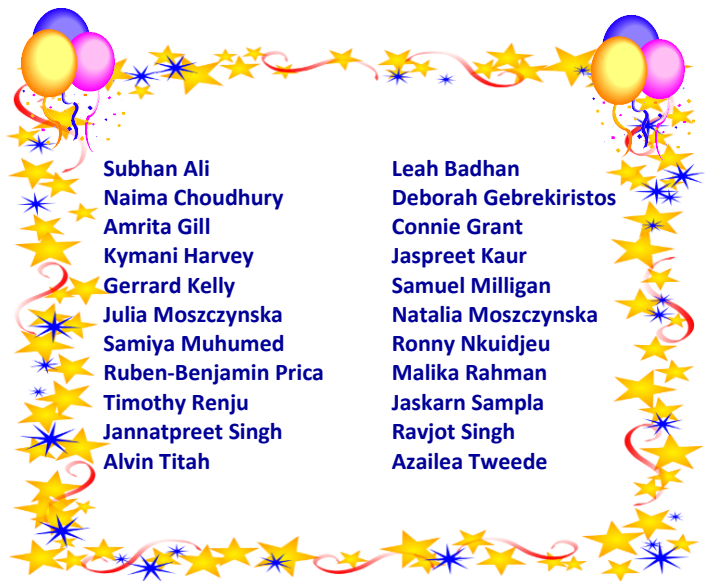 Subhan Ali
Naima Choudhury
Amrita Gill
Kymani Harvey
Gerrard Kelly
Julia Moszczynska
Samiya Muhumed
Ruben-Benjamin Prica
Timothy Renju
Jannatpreet Singh
Alvin Titah
Leah Badhan
Deborah Gebrekiristos
Connie Grant
Jaspreet Kaur
Samuel Milligan
Natalia Moszczynska
Ronny Nkuidjeu
Malika Rahman
Jaskarn Sampla
Ravjot Singh
Azailea Tweede